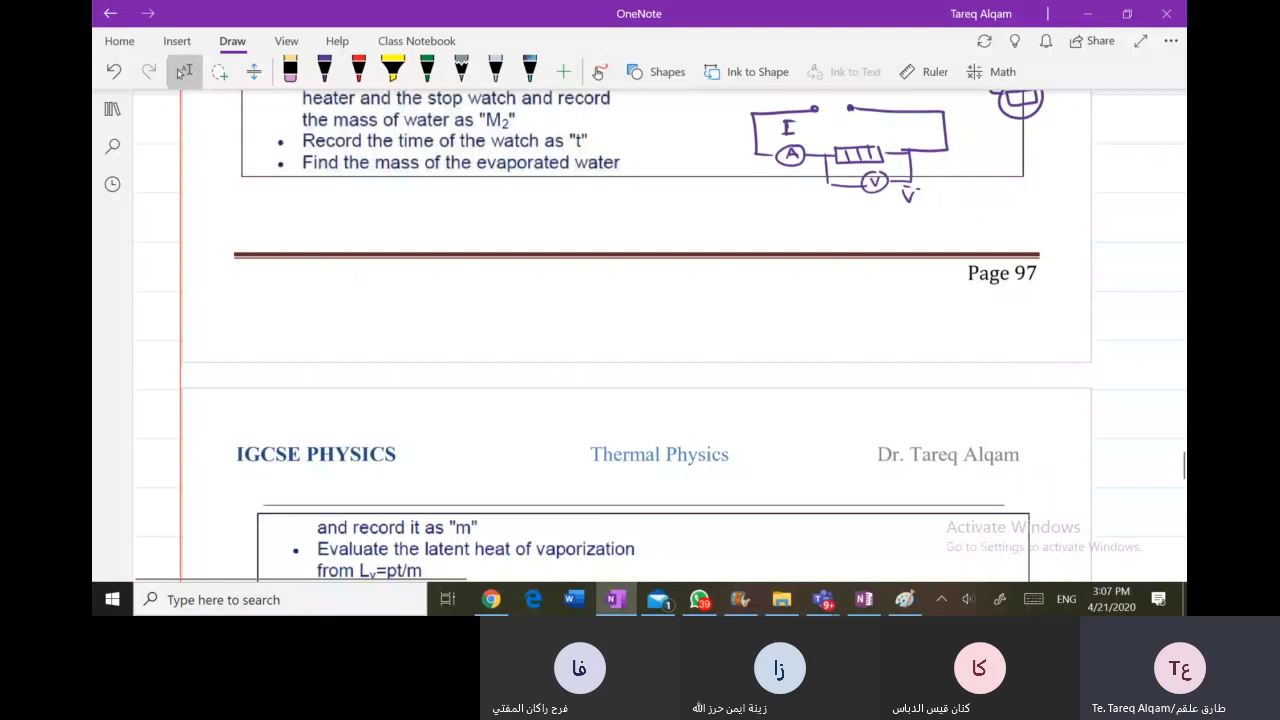 OneNote
Tareq Alqam
Home Insert Draw View Help Class Notebook
Share
Shapes Ink to Shape Ink to Text Ruler Math
heater and the stop watch and record
the mass of water as "M2"
• Record the time of the watch as "t"
• Find the mass of the evaporated water
I
A
V
V
Page 97
IGCSE PHYSICS Thermal Physics Dr. Tareq Alqam
and record it as "m"
• Evaluate the latent heat of vaporization
from Lv=pt/m
Activate Windows
Go to Settings to activate Windows.
Type here to search
1
39
9+
ENG
3:07 PM
4/21/2020
فا
زا
كا
Tع
فرح راكان المفتي
زينة ايمن حرز الله
كنان قيس الدباس
Te. Tareq Alqam/طارق علقم